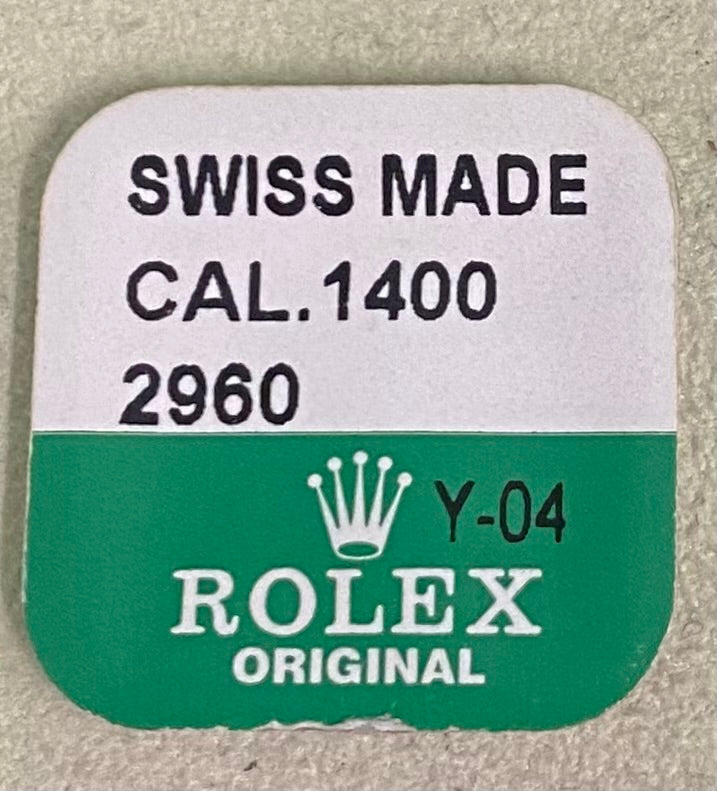 SWISS MADE
CAL.1400
2960
Y-04
ROLEX
ORIGINAL